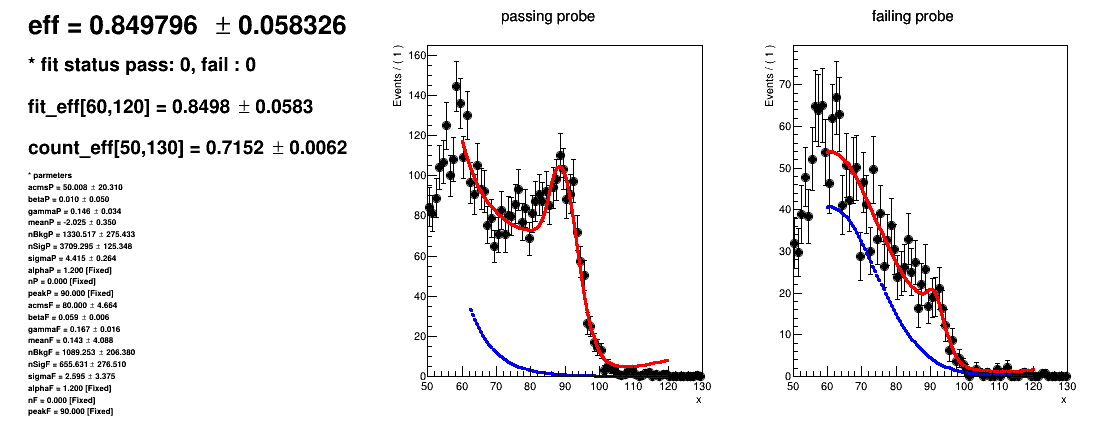 eff = 0.849796 ± 0.058326
* fit status pass: 0, fail : 0
fit_eff[60,120] = 0.8498 ± 0.0583
count_eff[50,130] = 0.7152 ± 0.0062
* parmeters
acmsP = 50.008 ± 20.310
betaP = 0.010 ± 0.050
gammaP = 0.146 ± 0.034
meanP = -2.025 ± 0.350
nBkgP = 1330.517 ± 275.433
nSigP = 3709.295 ± 125.348
sigmaP = 4.415 ± 0.264
alphaP = 1.200 [Fixed]
nP = 0.000 [Fixed]
peakP = 90.000 [Fixed]
acmsF = 80.000 ± 4.664
betaF = 0.059 ± 0.006
gammaF = 0.167 ± 0.016
meanF = 0.143 ± 4.088
nBkgF = 1089.253 ± 206.380
nSigF = 655.631 ± 276.510
sigmaF = 2.595 ± 3.375
alphaF = 1.200 [Fixed]
nF = 0.000 [Fixed]
peakF = 90.000 [Fixed]
passing probe
Events / ( 1 )
160
140
120
100
80
60
40
20
0
50 60 70 80 90 100 110 120 130
x
failing probe
Events / ( 1 )
70
60
50
40
30
20
10
0
50 60 70 80 90 100 110 120 130
x